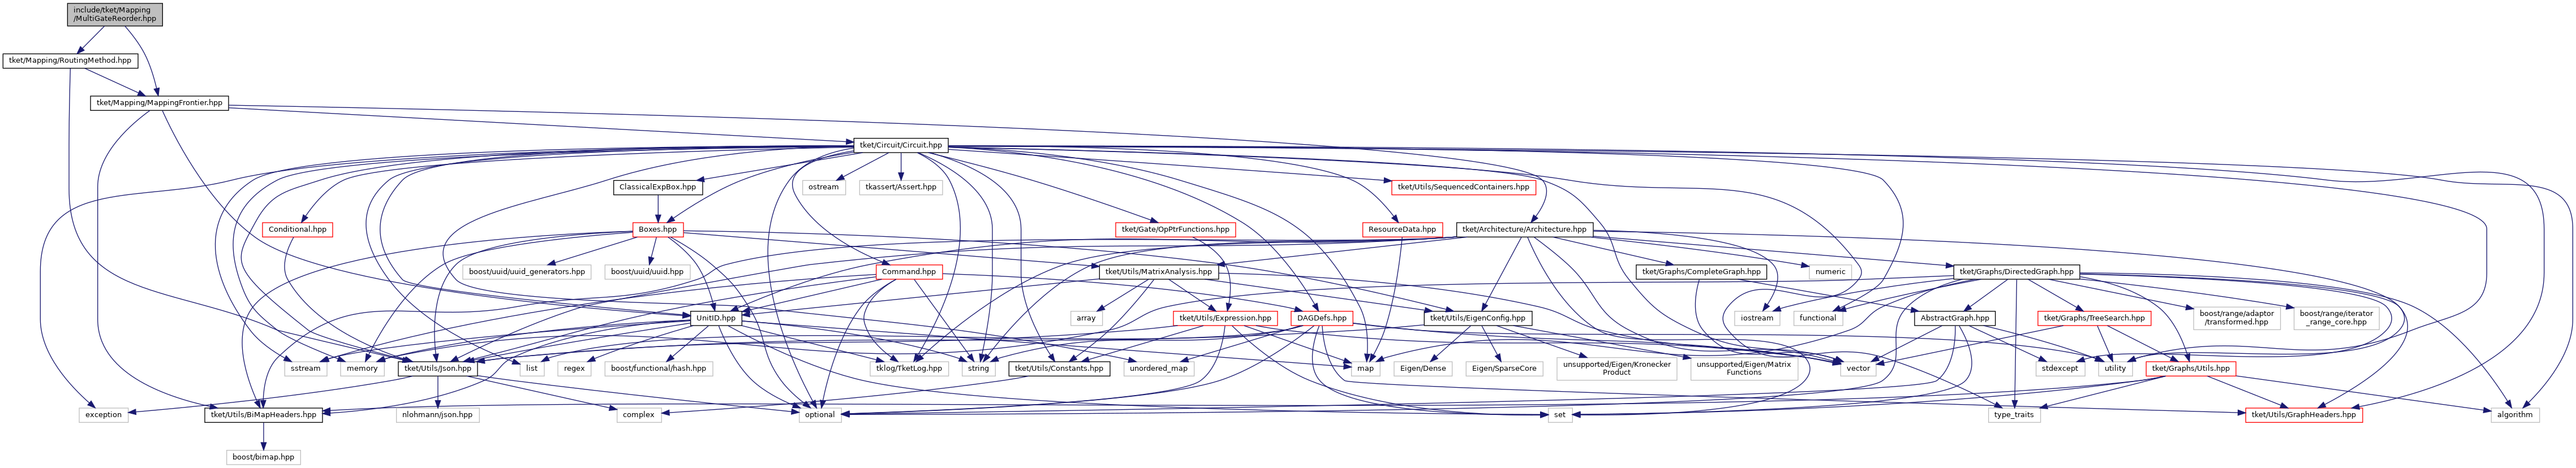 include/tket/Mapping
/MultiGateReorder.hpp
tket/Mapping/RoutingMethod.hpp
tket/Mapping/MappingFrontier.hpp
tket/Circuit/Circuit.hpp
ClassicalExpBox.hpp
ostream
tkassert/Assert.hpp
tket/Utils/SequencedContainers.hpp
Conditional.hpp
Boxes.hpp
tket/Gate/OpPtrFunctions.hpp
ResourceData.hpp
tket/Architecture/Architecture.hpp
boost/uuid/uuid_generators.hpp
boost/uuid/uuid.hpp
Command.hpp
tket/Utils/MatrixAnalysis.hpp
tket/Graphs/CompleteGraph.hpp
numeric
tket/Graphs/DirectedGraph.hpp
UnitID.hpp
array
tket/Utils/Expression.hpp
DAGDefs.hpp
tket/Utils/EigenConfig.hpp
iostream
functional
AbstractGraph.hpp
tket/Graphs/TreeSearch.hpp
boost/range/adaptor
/transformed.hpp
boost/range/iterator
_range_core.hpp
sstream
memory
tket/Utils/Json.hpp
list
regex
boost/functional/hash.hpp
tklog/TketLog.hpp
string
tket/Utils/Constants.hpp
unordered_map
map
Eigen/Dense
Eigen/SparseCore
unsupported/Eigen/Kronecker
Product
unsupported/Eigen/Matrix
Functions
vector
stdexcept
utility
tket/Graphs/Utils.hpp
exception
tket/Utils/BiMapHeaders.hpp
nlohmann/json.hpp
complex
optional
set
type_traits
tket/Utils/GraphHeaders.hpp
algorithm
boost/bimap.hpp